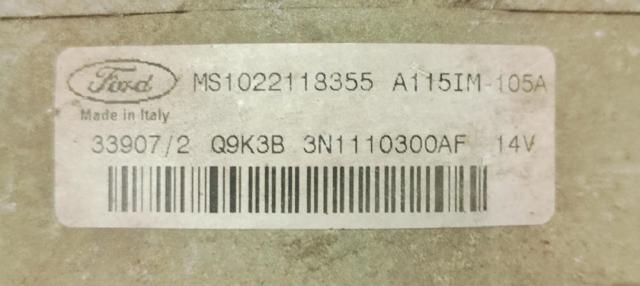 Ford MS1022118355 A115IM-105A
Made in Italy
33907/2 Q9K3B 3N1110300AF 14V